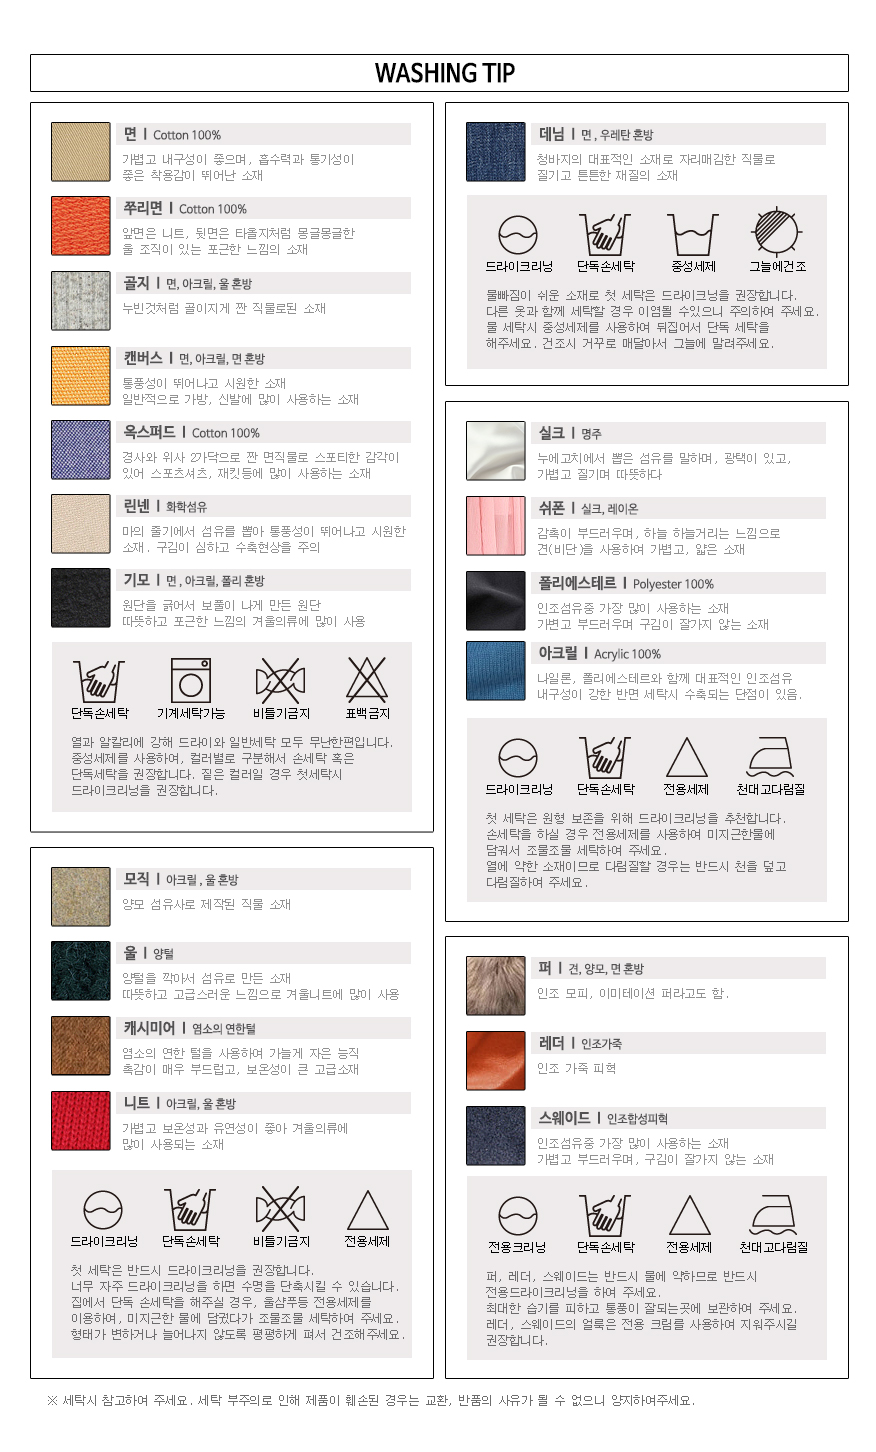 WASHING TIP
면 | Cotton 100%
가볍고 내구성이 좋으며, 흡수력과 통기성이
좋은 착용감이 뛰어난 소재
쭈리면 | Cotton 100%
앞면은 니트, 뒷면은 타올지처럼 몽글몽글한
울 조직이 있는 포근한 느낌의 소재
골지 | 면, 아크릴, 울 혼방
누빈것처럼 골이지게 짠 직물로된 소재
캔버스 | 면, 아크릴, 면 혼방
통풍성이 뛰어나고 시원한 소재
일반적으로 가방, 신발에 많이 사용하는 소재
옥스퍼드 | Cotton 100%
경사와 위사 2가닥으로 짠 면직물로 스포티한 감각이
있어 스포츠셔츠, 재킷등에 많이 사용하는 소재
린넨 | 화학섬유
마의 줄기에서 섬유를 뽑아 통풍성이 뛰어나고 시원한
소재. 구김이 심하고 수축현상을 주의
기모 | 면, 아크릴, 폴리 혼방
원단을 긁어서 보풀이 나게 만든 원단
따뜻하고 포근한 느낌의 겨울의류에 많이 사용
단독손세탁 기계세탁가능 비틀기금지 표백금지
열과 알칼리에 강해 드라이와 일반세탁 모두 무난한편입니다.
중성세제를 사용하여, 컬러별로 구분해서 손세탁 혹은
단독세탁을 권장합니다. 짙은 컬러일 경우 첫세탁시
드라이크리닝을 권장합니다.
모직 | 아크릴, 울 혼방
양모 섬유사로 제작된 직물 소재
울 | 양털
양털을 깍아서 섬유로 만든 소재
따뜻하고 고급스러운 느낌으로 겨울니트에 많이 사용
캐시미어 | 염소의 연한털
염소의 연한 털을 사용하여 가늘게 자은 능직
촉감이 매우 부드럽고, 보온성이 큰 고급소재
니트 | 아크릴, 울 혼방
가볍고 보온성과 유연성이 좋아 겨울의류에
많이 사용되는 소재
드라이크리닝 단독손세탁 비틀기금지 전용세제
첫 세탁은 반드시 드라이크리닝을 권장합니다.
너무 자주 드라이크리닝을 하면 수명을 단축시킬 수 있습니다.
집에서 단독 손세탁을 해주실 경우, 울샴푸등 전용세제를
이용하여, 미지근한 물에 담궜다가 조물조물 세탁하여 주세요.
형태가 변하거나 늘어나지 않도록 평평하게 펴서 건조해주세요.
데님 | 면, 우레탄 혼방
청바지의 대표적인 소재로 자리매김한 직물로
질기고 튼튼한 재질의 소재
드라이크리닝 단독손세탁 중성세제 그늘에건조
물빠짐이 쉬운 소재로 첫 세탁은 드라이크닝을 권장합니다.
다른 옷과 함께 세탁할 경우 이염될 수있으니 주의하여 주세요.
물 세탁시 중성세제를 사용하여 뒤집어서 단독 세탁을
해주세요. 건조시 거꾸로 매달아서 그늘에 말려주세요.
실크 | 명주
누에고치에서 뽑은 섬유를 말하며, 광택이 있고,
가볍고 질기며 따뜻하다
쉬폰 | 실크, 레이온
감촉이 부드러우며, 하늘 하늘거리는 느낌으로
견(비단)을 사용하여 가볍고, 얇은 소재
폴리에스테르 | Polyester 100%
인조섬유중 가장 많이 사용하는 소재
가변고 부드러우며 구김이 잘가지 않는 소재
아크릴 | Acrylic 100%
나일론, 폴리에스테르와 함께 대표적인 인조섬유
내구성이 강한 반면 세탁시 수축되는 단점이 있음.
드라이크리닝 단독손세탁 전용세제 천대고다림질
첫 세탁은 원형 보존을 위해 드라이크리닝을 추천합니다.
손세탁을 하실 경우 전용세제를 사용하여 미지근한물에
담궈서 조물조물 세탁하여 주세요.
열에 약한 소재이므로 다림질할 경우는 반드시 천을 덮고
다림질하여 주세요.
퍼 | 견, 양모, 면 혼방
인조 모피, 이미테이션 퍼라고도 함.
레더 | 인조가죽
인조 가죽 피혁
스웨이드 | 인조합성피혁
인조섬유중 가장 많이 사용하는 소재
가볍고 부드러우며, 구김이 잘가지 않는 소재
전용크리닝 단독손세탁 전용세제 천대고다림질
퍼, 레더, 스웨이드는 반드시 물에 약하므로 반드시
전용드라이크리닝을 하여 주세요.
최대한 습기를 피하고 통풍이 잘되는곳에 보관하여 주세요.
레더, 스웨이드의 얼룩은 전용 크림를 사용하여 지워주시길
권장합니다.
※ 세탁시 참고하여 주세요. 세탁 부주의로 인해 제품이 훼손된 경우는 교환, 반품의 사유가 될 수 없으니 양지하여주세요.